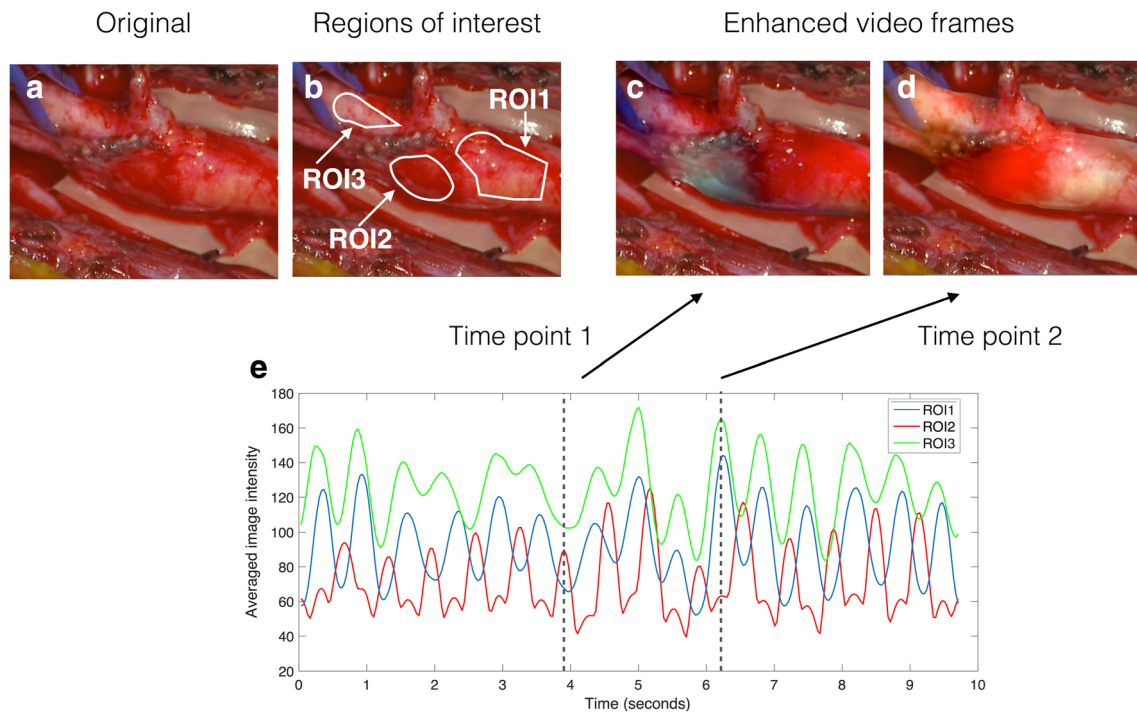 Original
Regions of interest
Enhanced video frames
a
b
ROI1
ROI3
ROI2
c
d
Time point 1
Time point 2
e
180
160
140
120
100
80
60
40
20
Averaged image intensity
ROI1
ROI2
ROI3
0 1 2 3 4 5 6 7 8 9 10
Time (seconds)